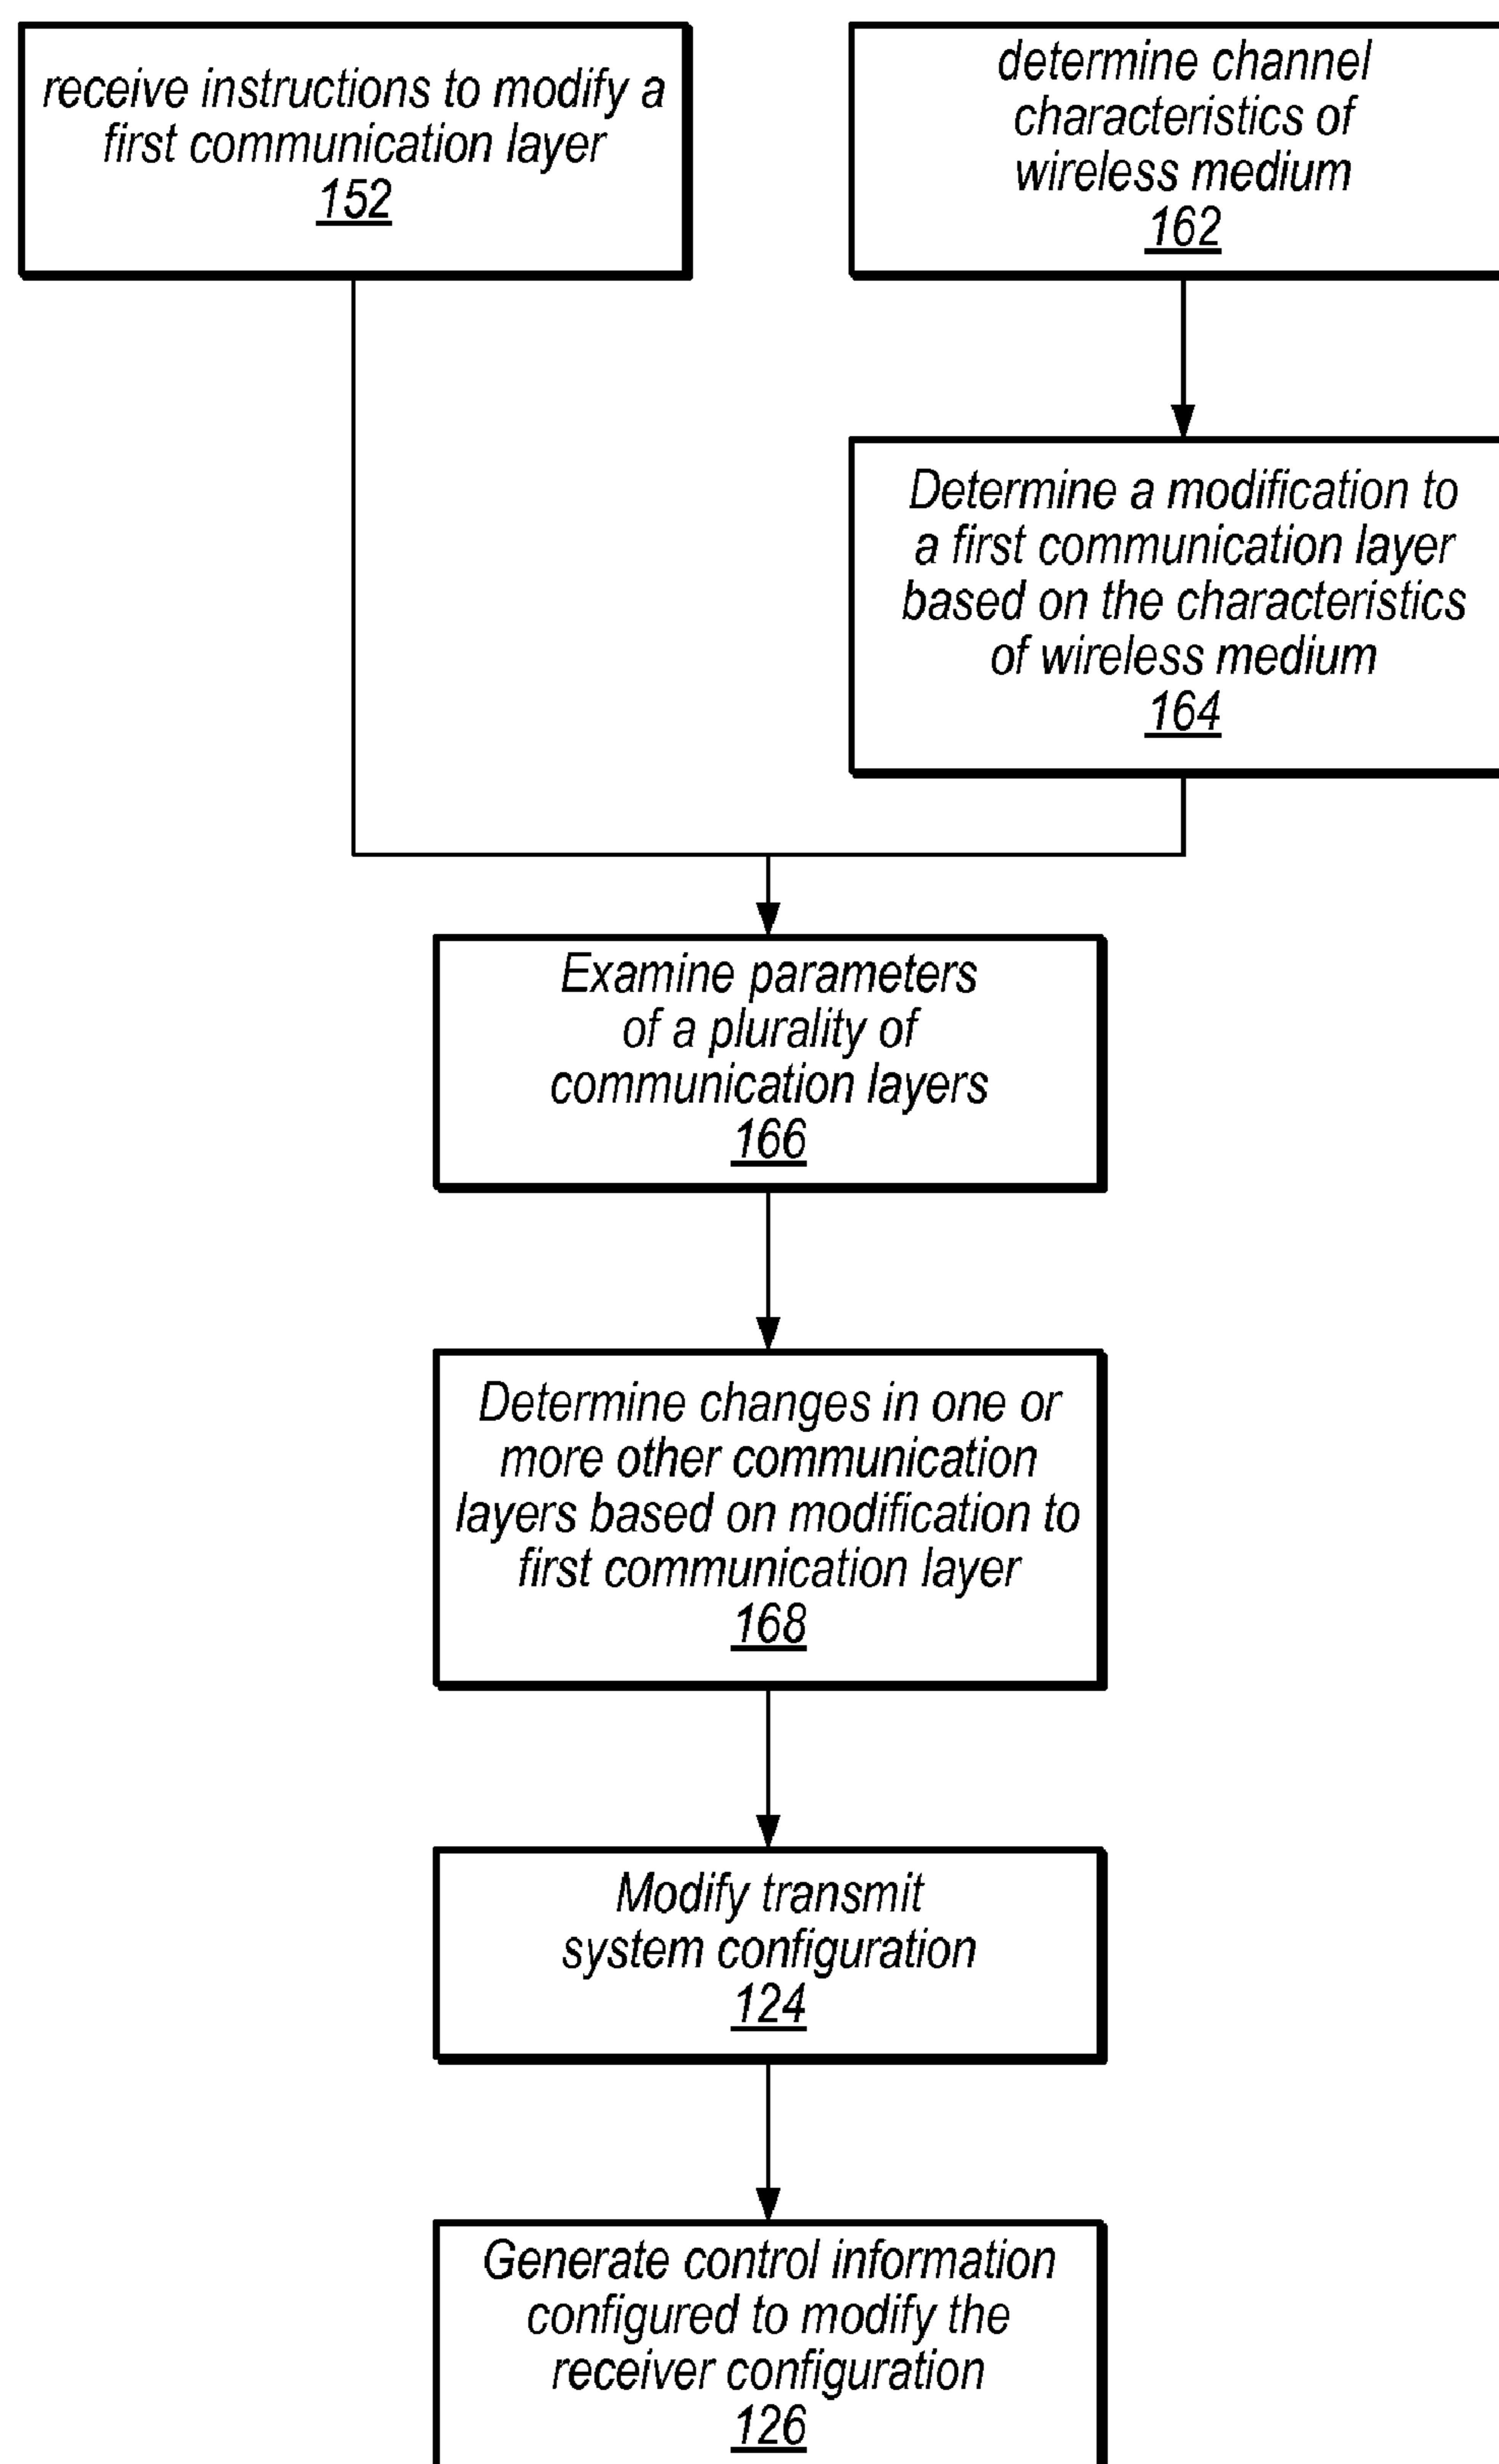 receive instructions to modify a
first communication layer
152
determine channel
characteristics of
wireless medium
162
Determine a modification to
a first communication layer
based on the characteristics
of wireless medium
164
Examine parameters
of a plurality of
communication layers
166
Determine changes in one or
more other communication
layers based on modification to
first communication layer
168
Modify transmit
system configuration
124
Generate control information
configured to modify the
receiver configuration
126